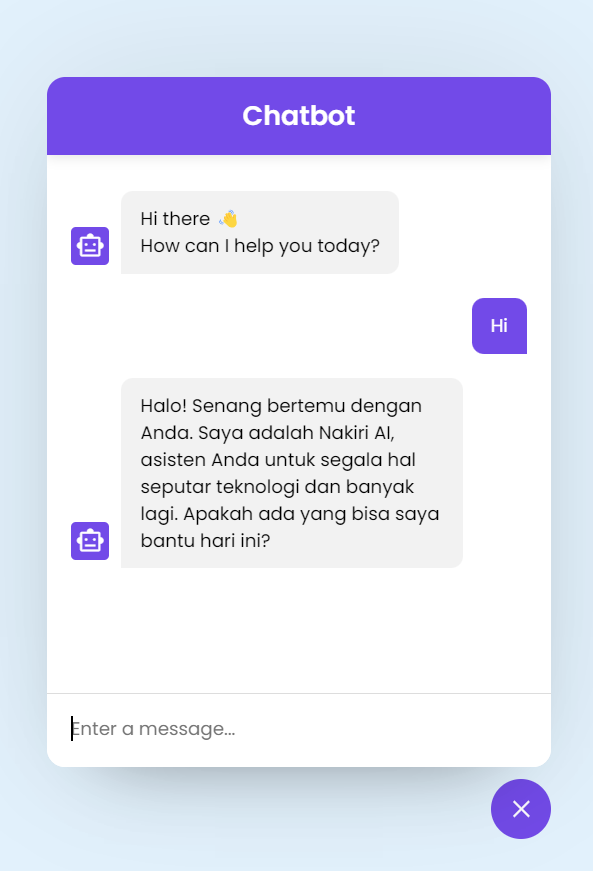 Chatbot
Hi there 👋
How can I help you today?
Hi
Halo! Senang bertemu dengan
Anda. Saya adalah Nakiri AI,
asisten Anda untuk segala hal
seputar teknologi dan banyak
lagi. Apakah ada yang bisa saya
bantu hari ini?
Enter a message...